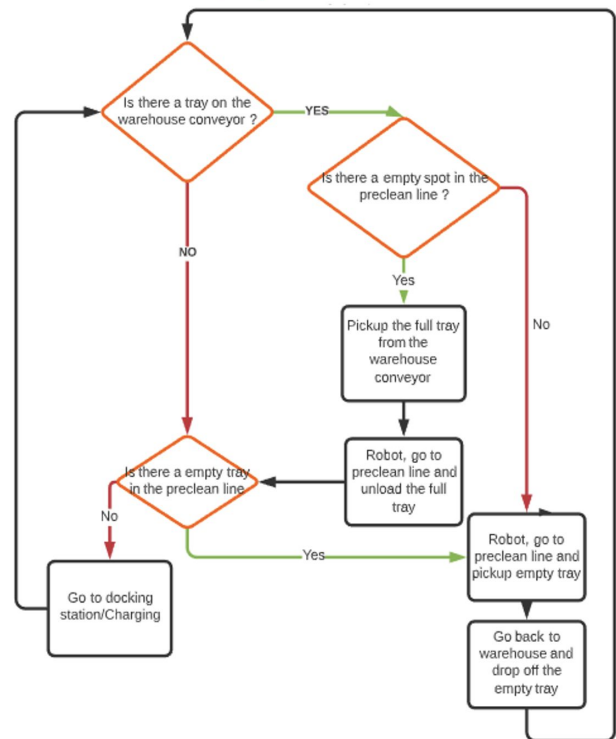 Is there a tray on the
warehouse conveyor ?
YES
Is there a empty spot in the
preclean line ?
NO
Yes
No
Pickup the full tray
from the
warehouse
conveyor
Is there a empty tray
in the preclean line
Robot, go to
preclean line and
unload the full
tray
No
Yes
Robot, go to
preclean line and
pickup empty tray
Go to docking
station/Charging
Go back to
warehouse and
drop off the
empty tray